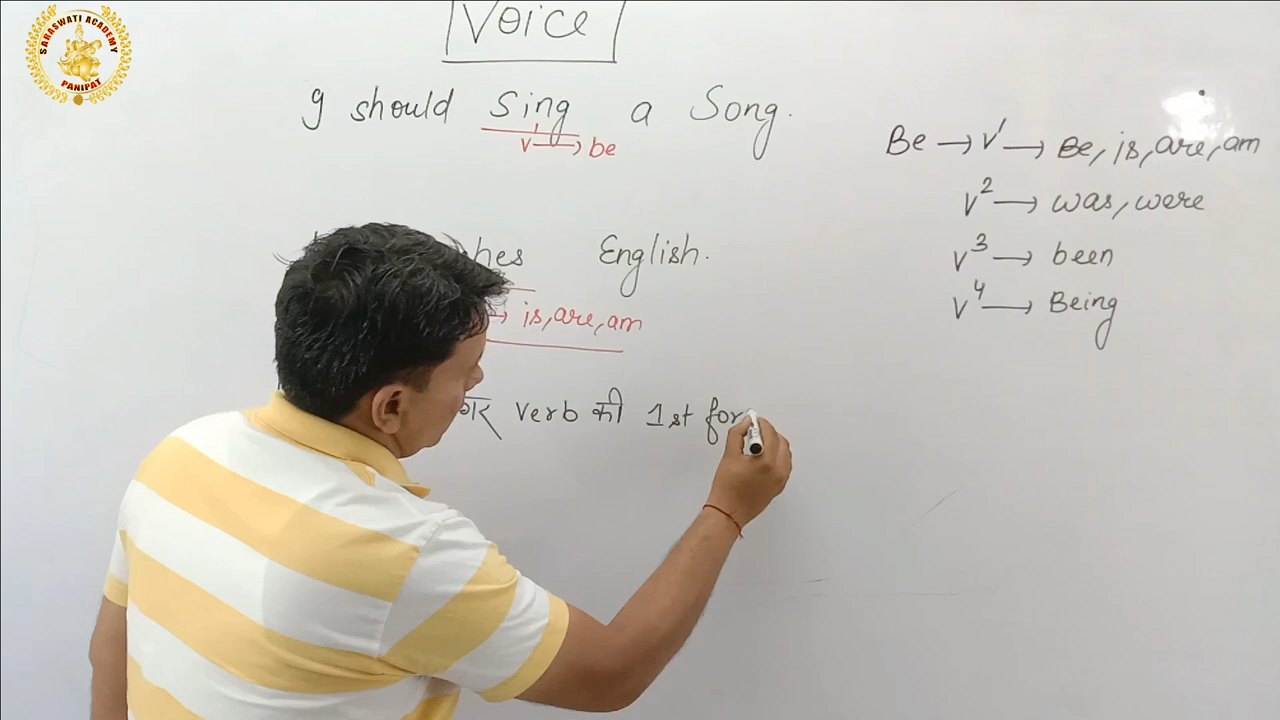 SARASWATI ACADEMY
PANIPAT
Voice
I should Sing a Song.
V1 → be
English.
→ is, are, am
verb की 1st for
Be → V1 → Be, is, are, am
V2 → was, were
V3 → been
V4 → Being